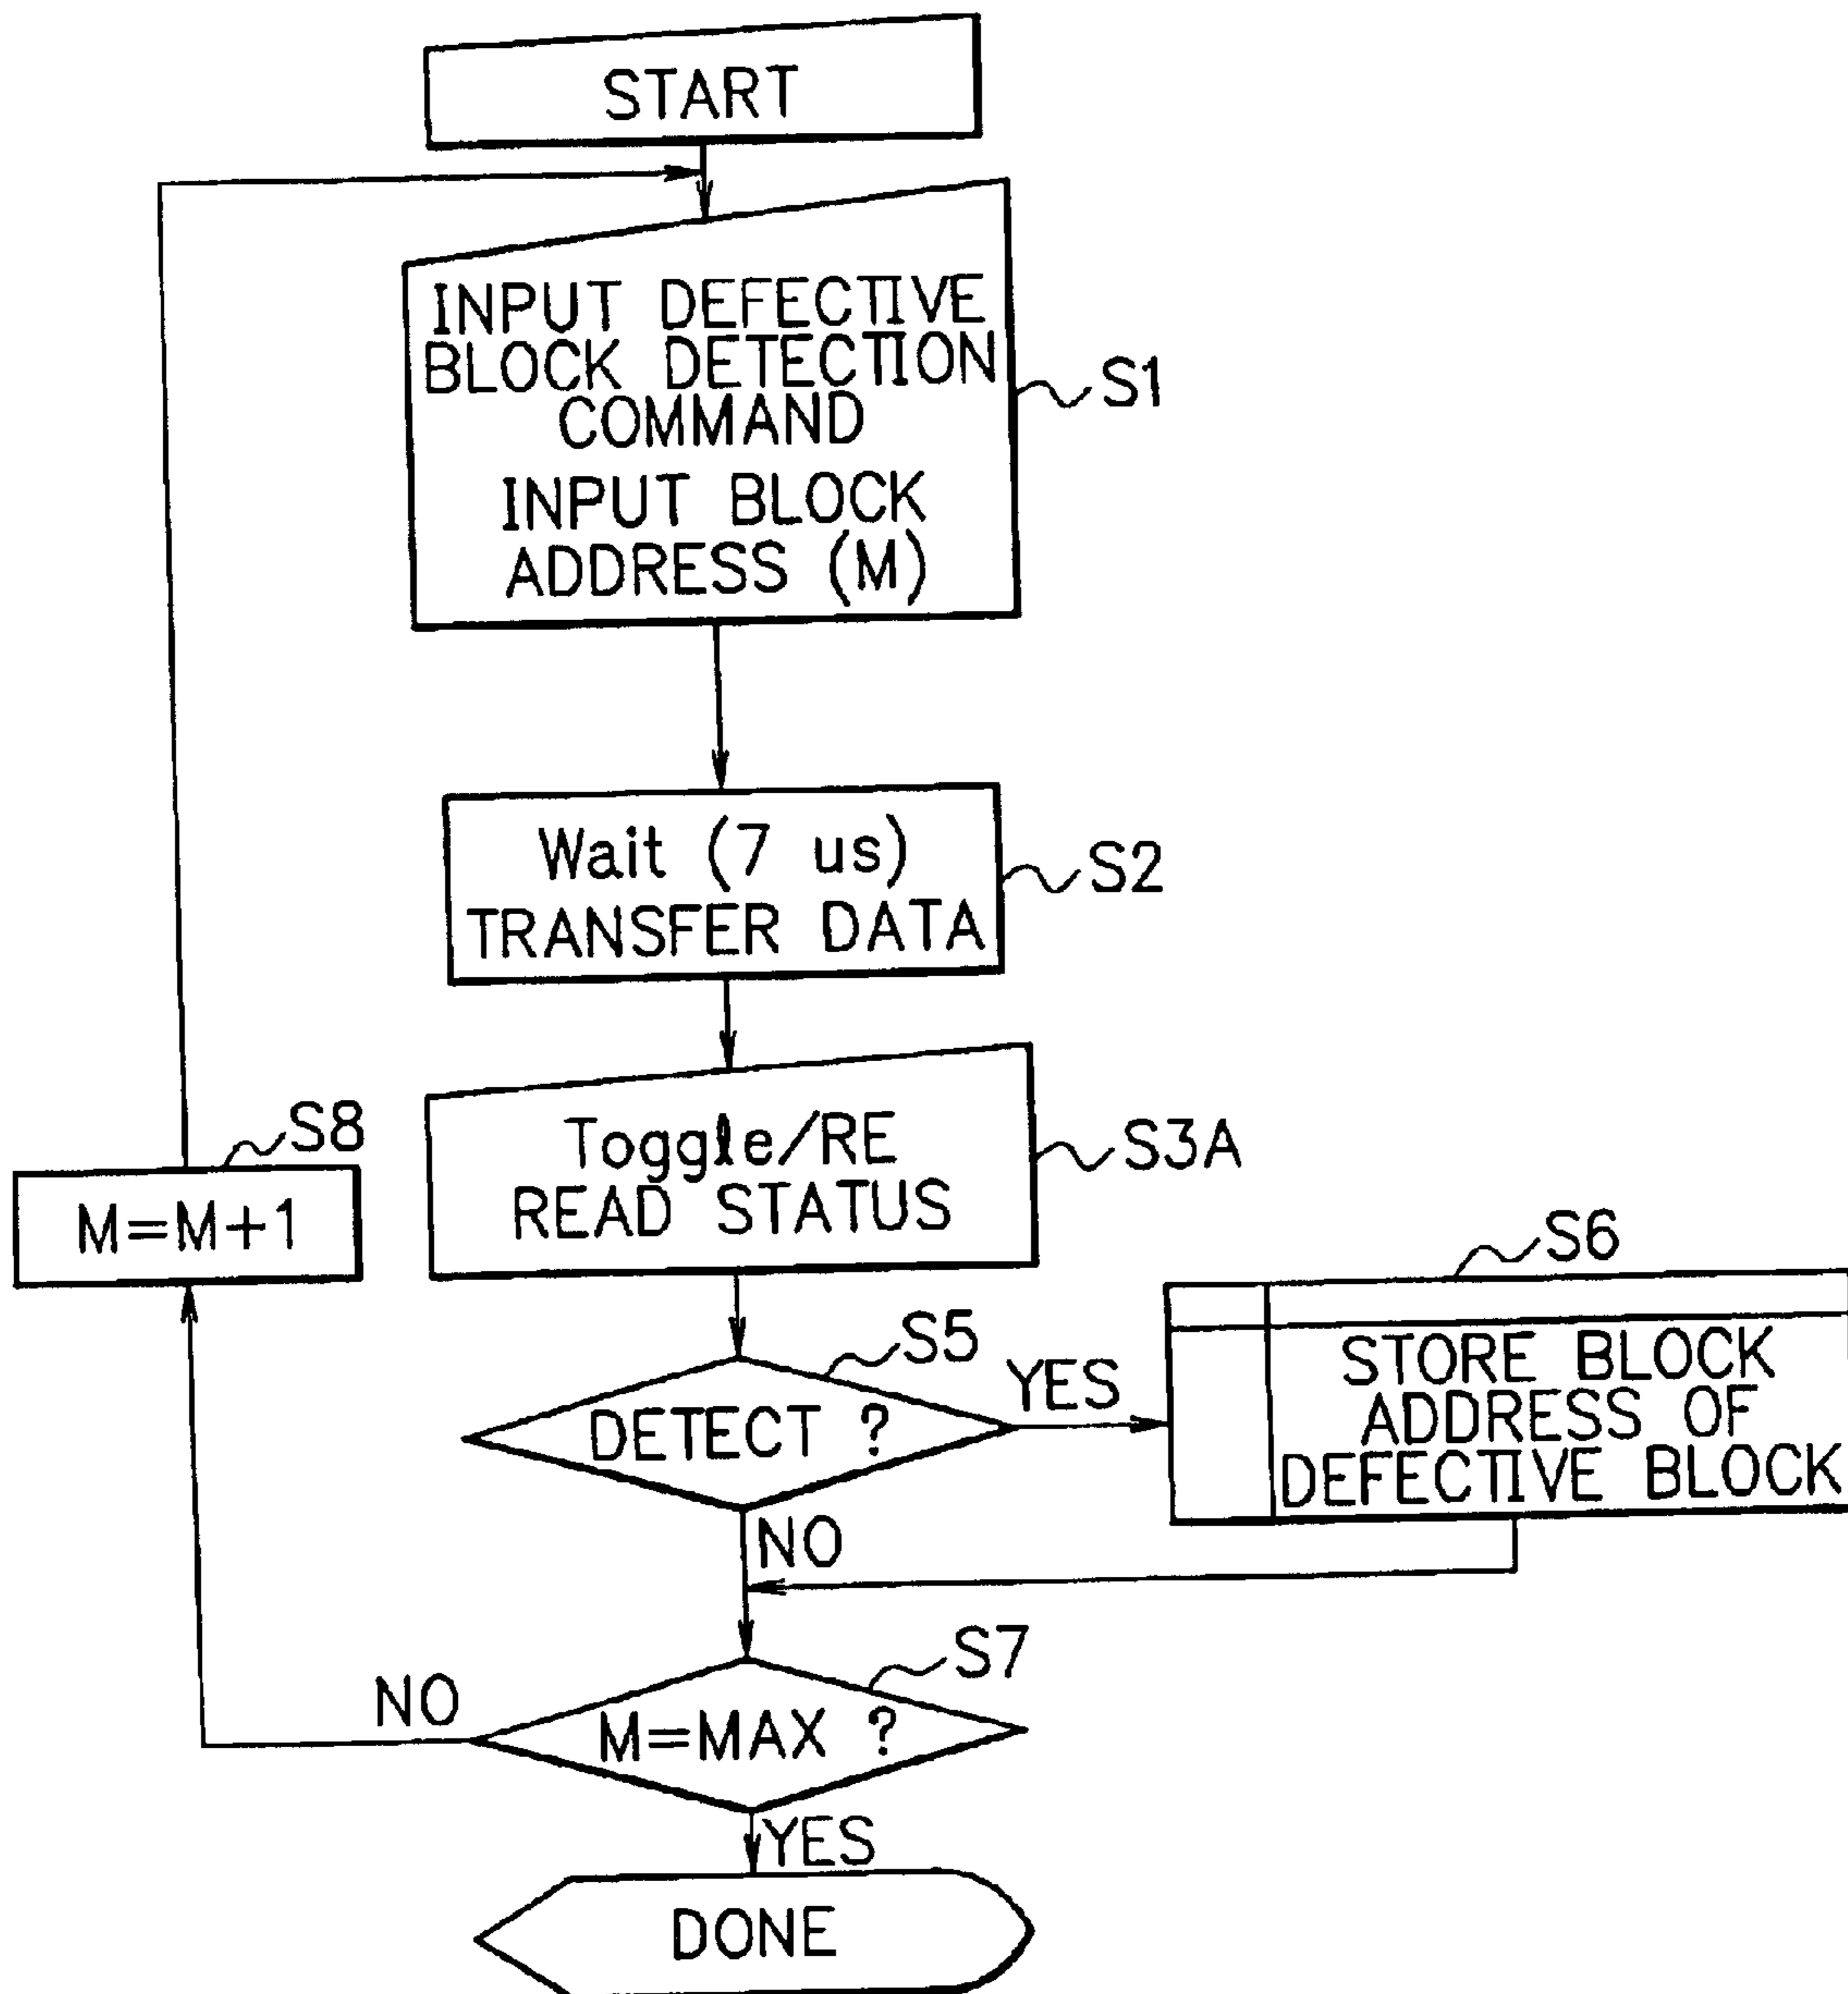 START
INPUT DEFECTIVE
BLOCK DETECTION
COMMAND
INPUT BLOCK
ADDRESS (M)
S1
Wait (7 us)
TRANSFER DATA
S2
Toggle/RE
READ STATUS
S3A
S8
M=M+1
S6
STORE BLOCK
ADDRESS OF
DEFECTIVE BLOCK
S5
DETECT ?
YES
NO
S7
M=MAX ?
NO
YES
DONE